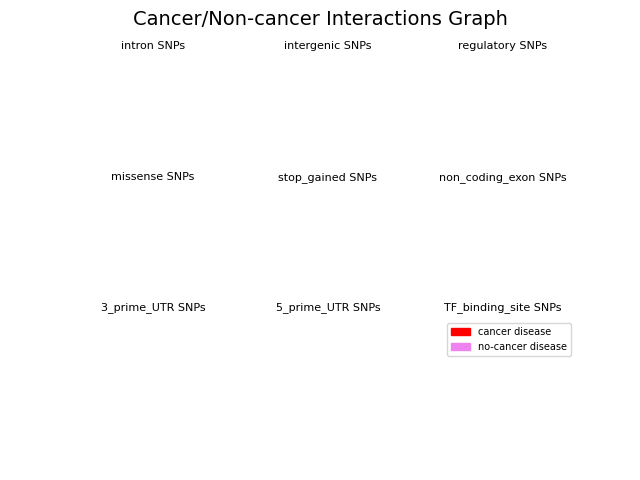 Cancer/Non-cancer Interactions Graph
intron SNPs
intergenic SNPs
regulatory SNPs
missense SNPs
stop_gained SNPs
non_coding_exon SNPs
3_prime_UTR SNPs
5_prime_UTR SNPs
TF_binding_site SNPs
cancer disease
no-cancer disease